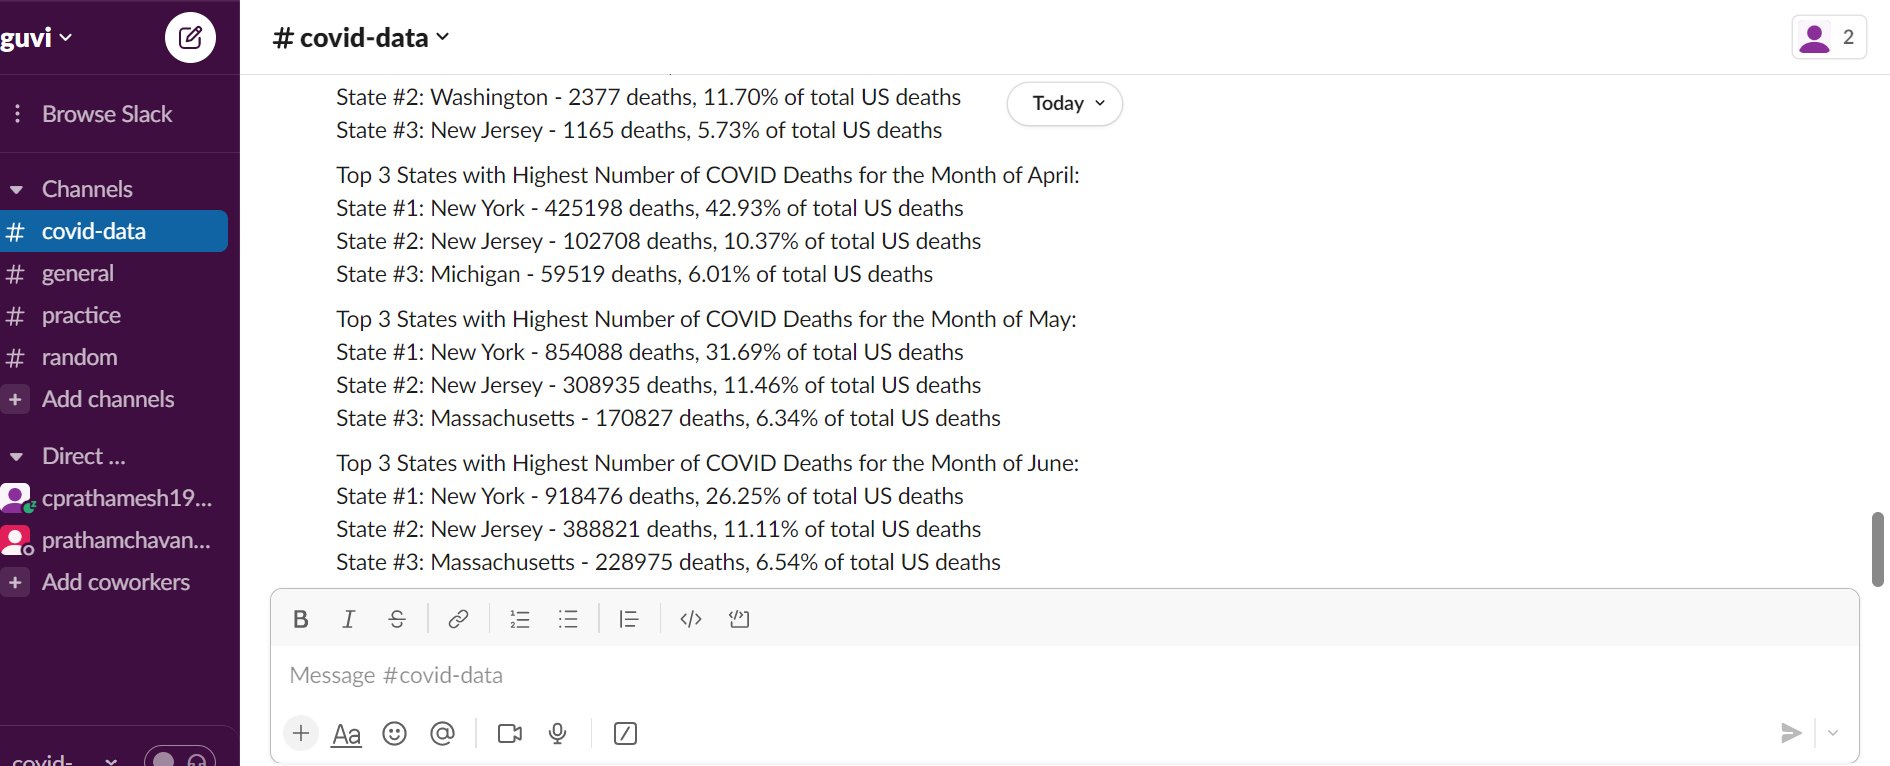 guvi
Browse Slack
Channels
# covid-data
# general
# practice
# random
+ Add channels
Direct ...
cprathamesh19...
prathamchavan...
+ Add coworkers
covid-
# covid-data
2
Today
State #2: Washington - 2377 deaths, 11.70% of total US deaths
State #3: New Jersey - 1165 deaths, 5.73% of total US deaths
Top 3 States with Highest Number of COVID Deaths for the Month of April:
State #1: New York - 425198 deaths, 42.93% of total US deaths
State #2: New Jersey - 102708 deaths, 10.37% of total US deaths
State #3: Michigan - 59519 deaths, 6.01% of total US deaths
Top 3 States with Highest Number of COVID Deaths for the Month of May:
State #1: New York - 854088 deaths, 31.69% of total US deaths
State #2: New Jersey - 308935 deaths, 11.46% of total US deaths
State #3: Massachusetts - 170827 deaths, 6.34% of total US deaths
Top 3 States with Highest Number of COVID Deaths for the Month of June:
State #1: New York - 918476 deaths, 26.25% of total US deaths
State #2: New Jersey - 388821 deaths, 11.11% of total US deaths
State #3: Massachusetts - 228975 deaths, 6.54% of total US deaths
B I S
Message #covid-data
+ Aa @